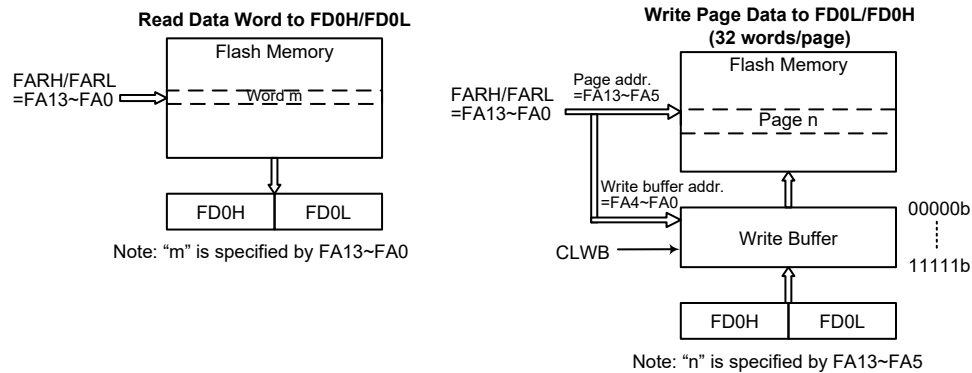 Read Data Word to FD0H/FD0L
Flash Memory
FARH/FARL
=FA13~FA0
Word m
FD0H
FD0L
Note: “m” is specified by FA13~FA0
Write Page Data to FD0L/FD0H
(32 words/page)
Flash Memory
Page addr.
=FA13~FA5
FARH/FARL
=FA13~FA0
Page n
Write buffer addr.
=FA4~FA0
Write Buffer
00000b
11111b
CLWB
FD0H
FD0L
Note: “n” is specified by FA13~FA5